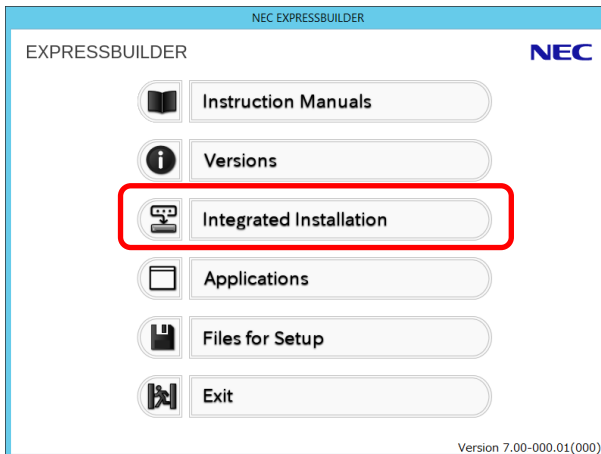 NEC EXPRESSBUILDER
EXPRESSBUILDER
NEC
Instruction Manuals
Versions
Integrated Installation
Applications
Files for Setup
Exit
Version 7.00-000.01(000)